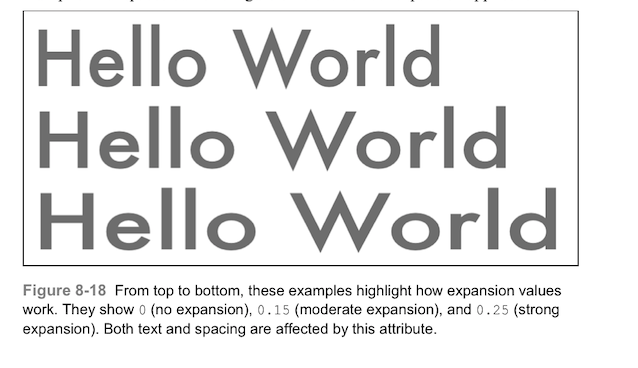 Hello World
Hello World
Hello World
Figure 8-18 From top to bottom, these examples highlight how expansion values
work. They show 0 (no expansion), 0.15 (moderate expansion), and 0.25 (strong
expansion). Both text and spacing are affected by this attribute.